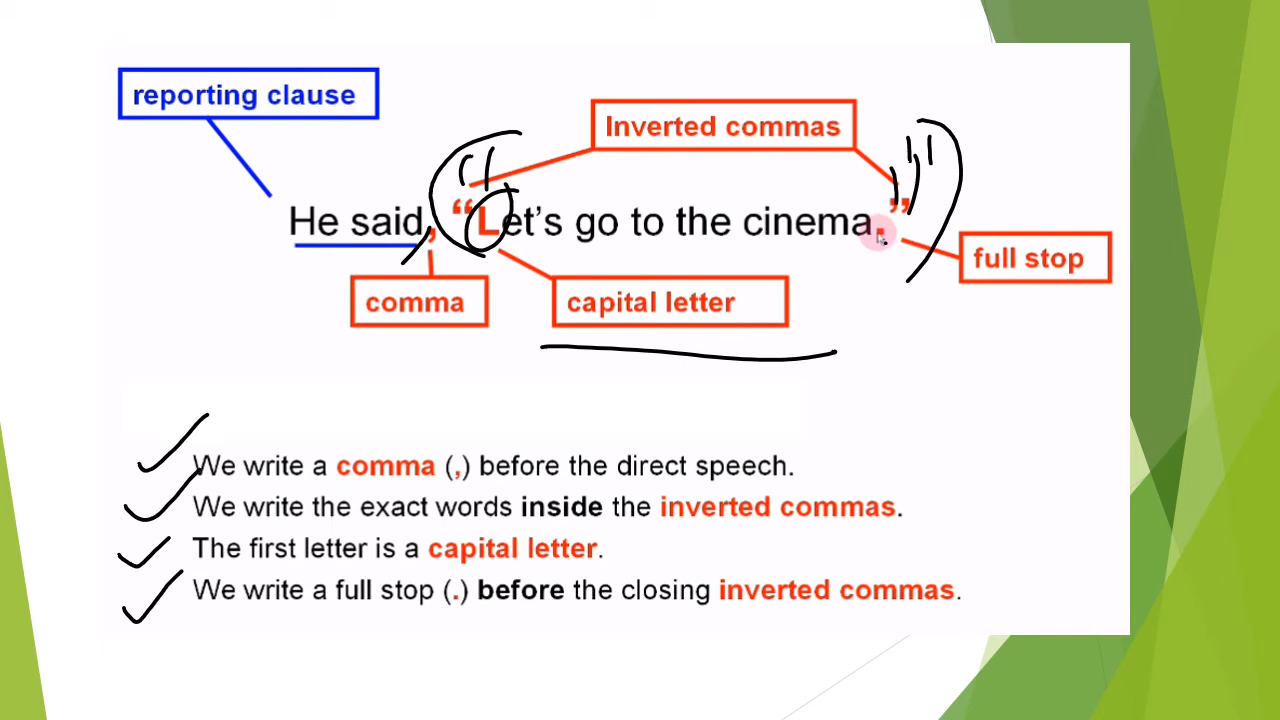 reporting clause
Inverted commas
He said, “Let’s go to the cinema.”
full stop
comma
capital letter
We write a comma (,) before the direct speech.
We write the exact words inside the inverted commas.
The first letter is a capital letter.
We write a full stop (.) before the closing inverted commas.